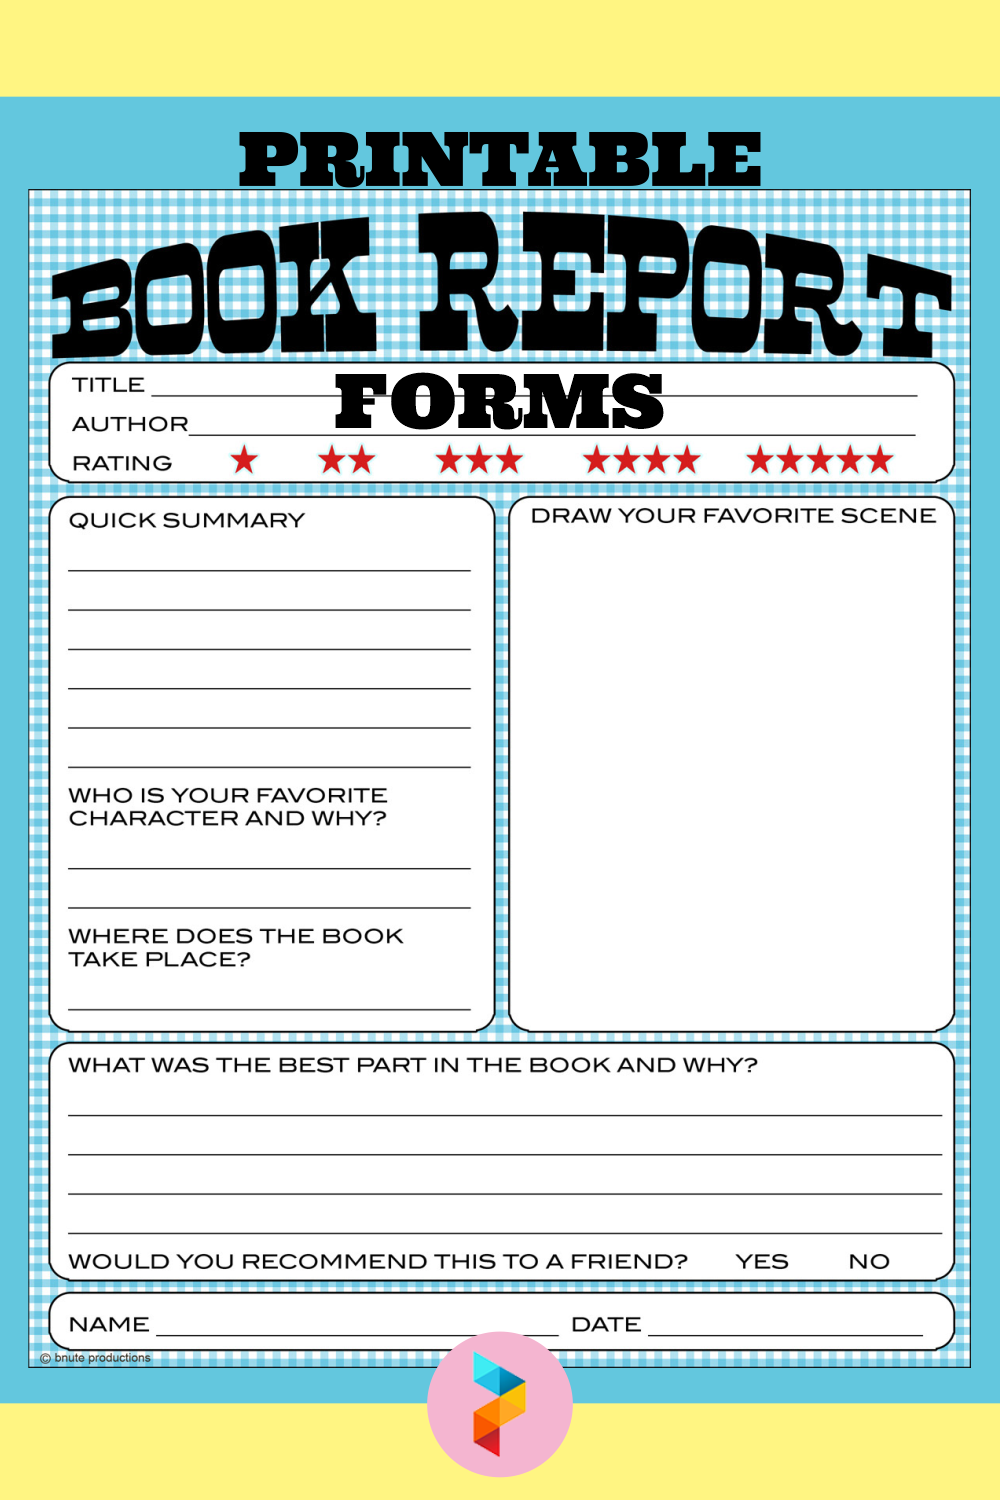 PRINTABLE
BOOK REPORT
FORMS
TITLE
AUTHOR
RATING
QUICK SUMMARY
WHO IS YOUR FAVORITE
CHARACTER AND WHY?
WHERE DOES THE BOOK
TAKE PLACE?
DRAW YOUR FAVORITE SCENE
WHAT WAS THE BEST PART IN THE BOOK AND WHY?
WOULD YOU RECOMMEND THIS TO A FRIEND? YES NO
NAME DATE
© bnute productions